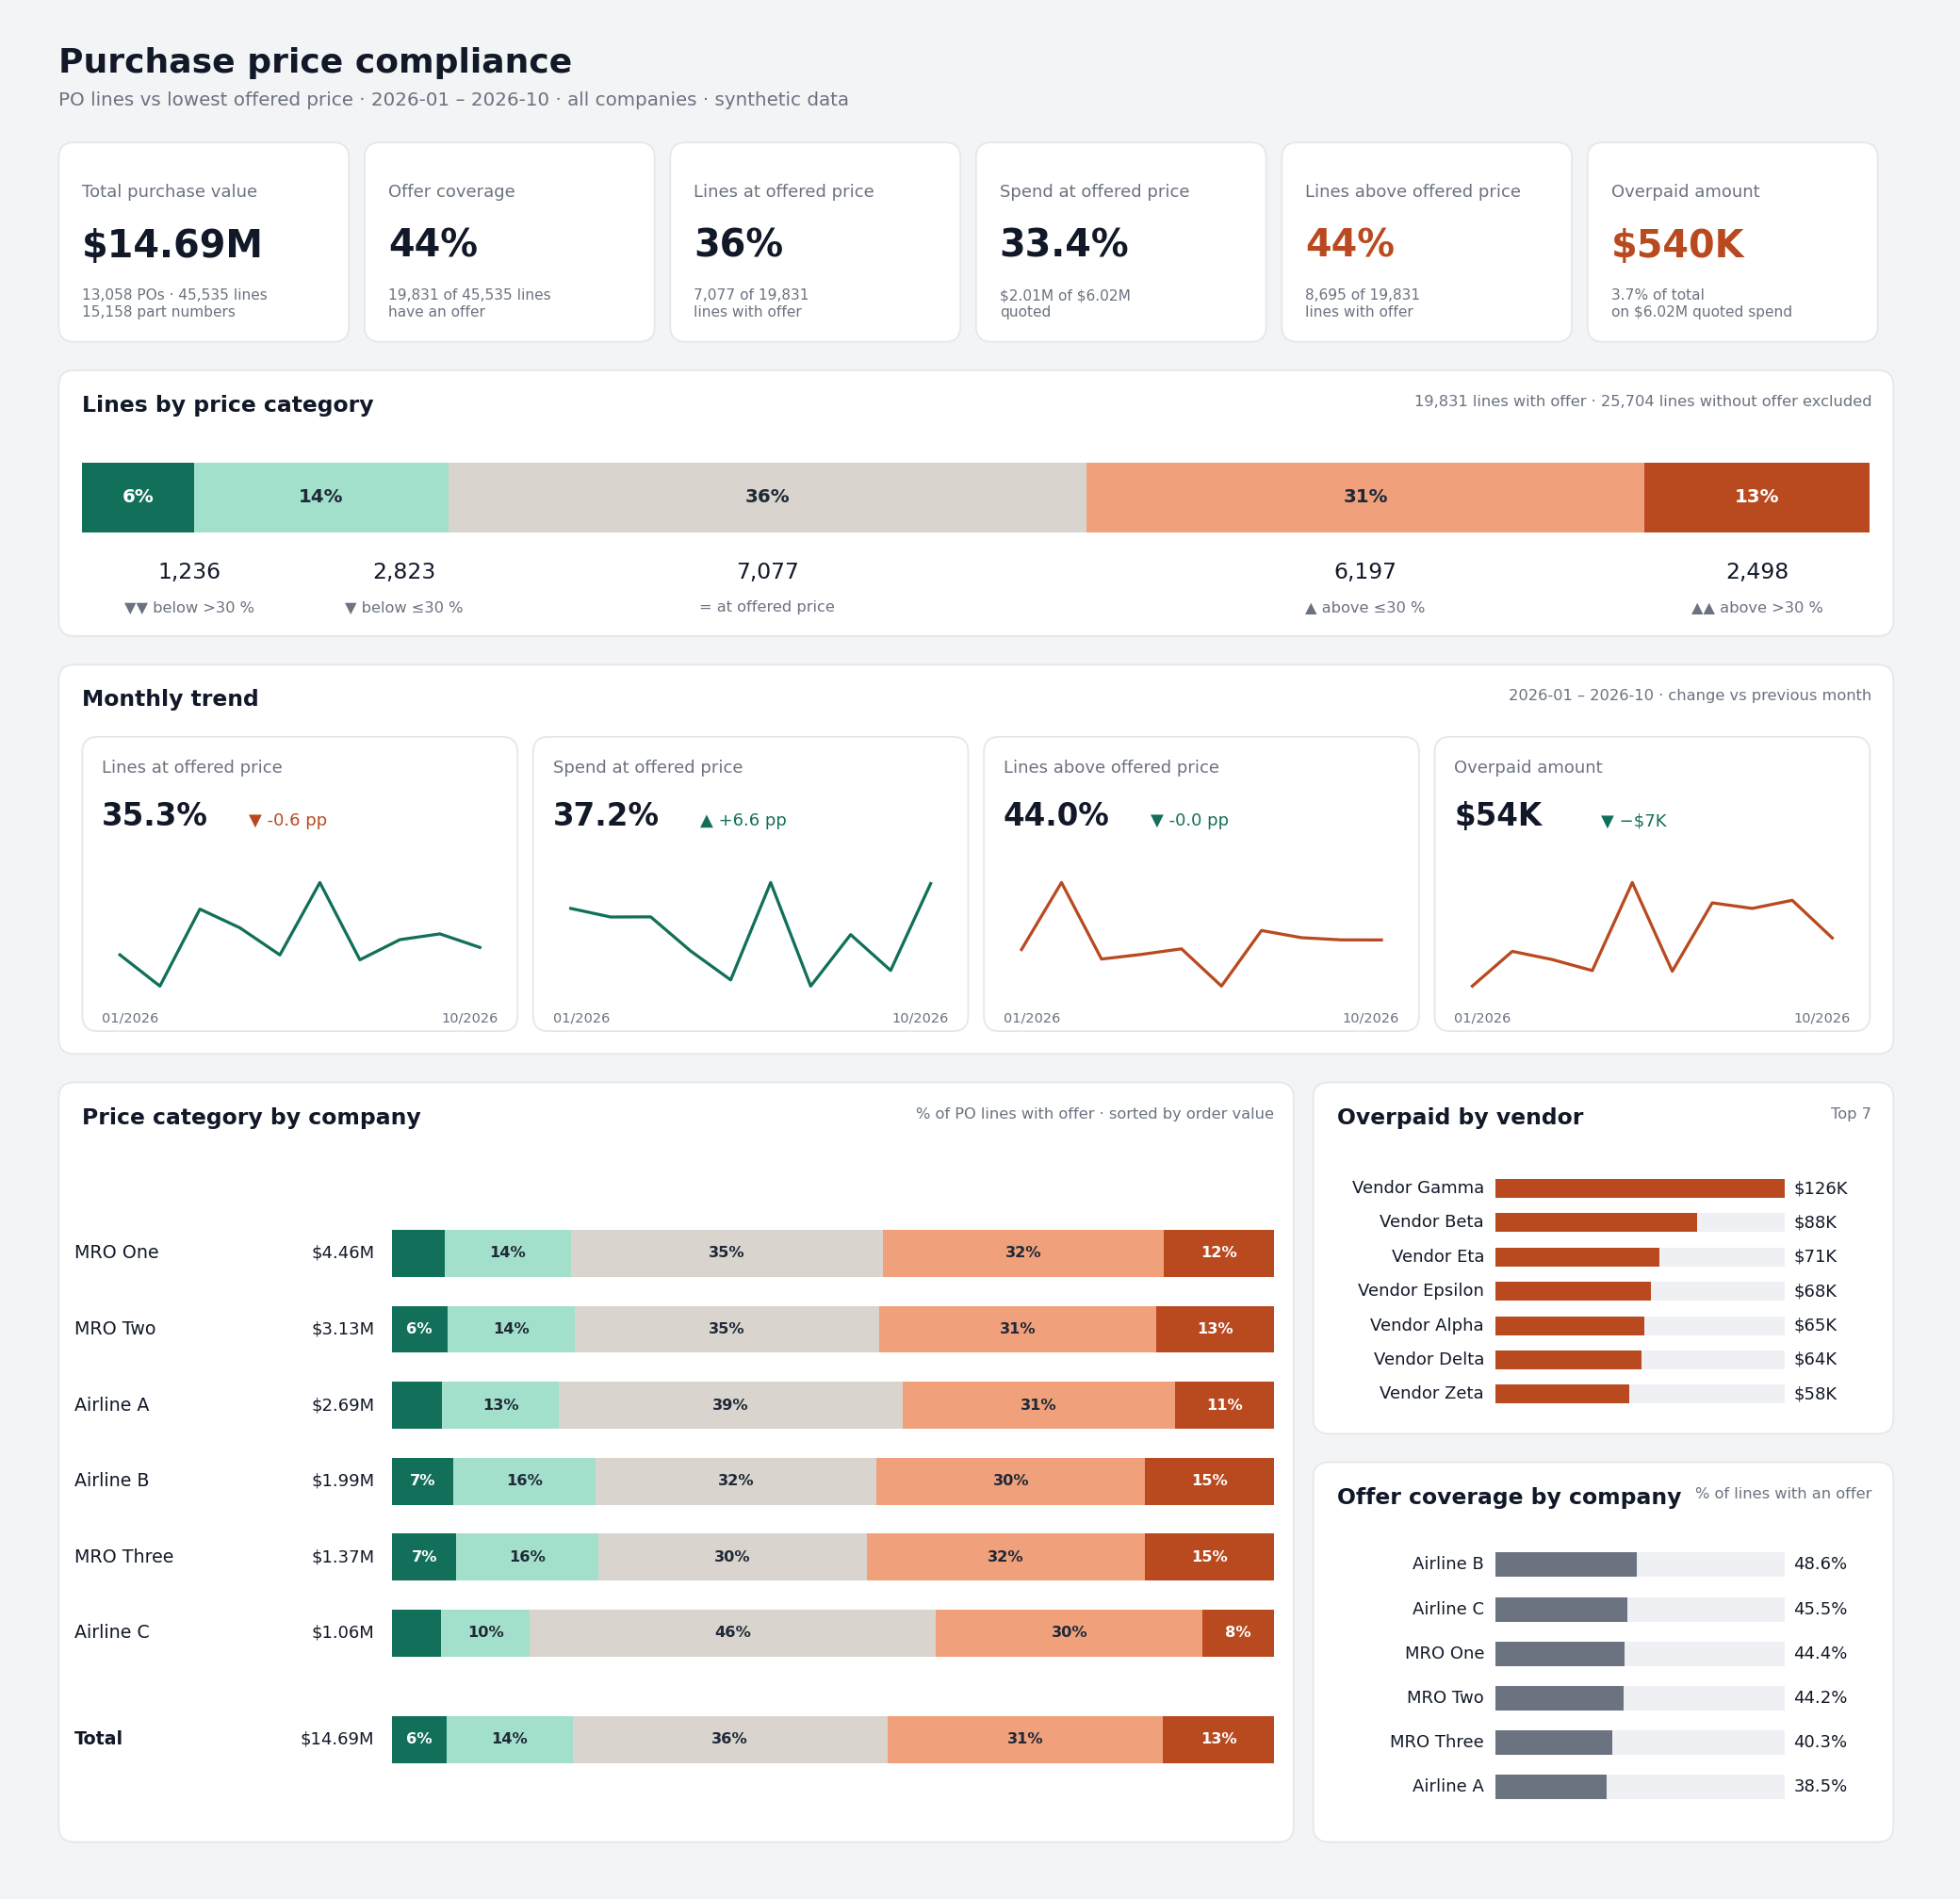 Purchase price compliance
PO lines vs lowest offered price · 2026-01 – 2026-10 · all companies · synthetic data
Total purchase value
$14.69M
13,058 POs · 45,535 lines
15,158 part numbers
Offer coverage
44%
19,831 of 45,535 lines
have an offer
Lines at offered price
36%
7,077 of 19,831
lines with offer
Spend at offered price
33.4%
$2.01M of $6.02M
quoted
Lines above offered price
44%
8,695 of 19,831
lines with offer
Overpaid amount
$540K
3.7% of total
on $6.02M quoted spend
Lines by price category
19,831 lines with offer · 25,704 lines without offer excluded
6% 14% 36% 31% 13%
1,236 2,823 7,077 6,197 2,498
▼▼ below >30 % ▼ below ≤30 % = at offered price ▲ above ≤30 % ▲▲ above >30 %
Monthly trend
2026-01 – 2026-10 · change vs previous month
Lines at offered price
35.3% ▼ -0.6 pp
01/2026 10/2026
Spend at offered price
37.2% ▲ +6.6 pp
01/2026 10/2026
Lines above offered price
44.0% ▼ -0.0 pp
01/2026 10/2026
Overpaid amount
$54K ▼ −$7K
01/2026 10/2026
Price category by company
% of PO lines with offer · sorted by order value
MRO One $4.46M 14% 35% 32% 12%
MRO Two $3.13M 6% 14% 35% 31% 13%
Airline A $2.69M 13% 39% 31% 11%
Airline B $1.99M 7% 16% 32% 30% 15%
MRO Three $1.37M 7% 16% 30% 32% 15%
Airline C $1.06M 10% 46% 30% 8%
Total $14.69M 6% 14% 36% 31% 13%
Overpaid by vendor
Top 7
Vendor Gamma $126K
Vendor Beta $88K
Vendor Eta $71K
Vendor Epsilon $68K
Vendor Alpha $65K
Vendor Delta $64K
Vendor Zeta $58K
Offer coverage by company
% of lines with an offer
Airline B 48.6%
Airline C 45.5%
MRO One 44.4%
MRO Two 44.2%
MRO Three 40.3%
Airline A 38.5%